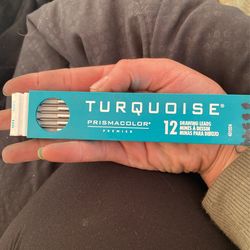 TURQUOISE®
PRISMACOLOR®
PREMIER
12 DRAWING LEADS
MINES À DESSIN
MINAS PARA DIBUJO